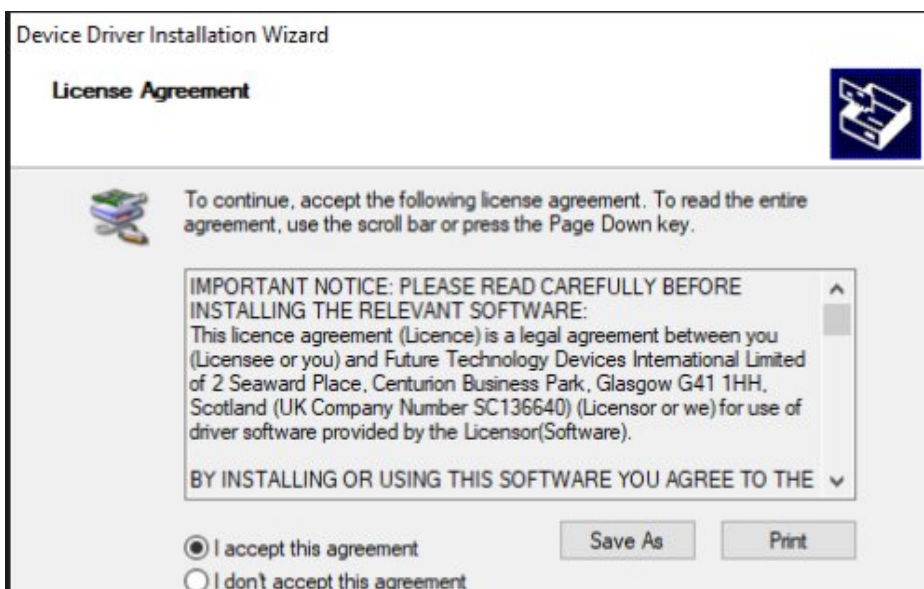 Device Driver Installation Wizard
License Agreement
To continue, accept the following license agreement. To read the entire
agreement, use the scroll bar or press the Page Down key.
IMPORTANT NOTICE: PLEASE READ CAREFULLY BEFORE
INSTALLING THE RELEVANT SOFTWARE:
This licence agreement (Licence) is a legal agreement between you
(Licensee or you) and Future Technology Devices International Limited
of 2 Seaward Place, Centurion Business Park, Glasgow G41 1HH,
Scotland (UK Company Number SC136640) (Licensor or we) for use of
driver software provided by the Licensor(Software).
BY INSTALLING OR USING THIS SOFTWARE YOU AGREE TO THE
I accept this agreement
Save As
Print
I don't accept this agreement